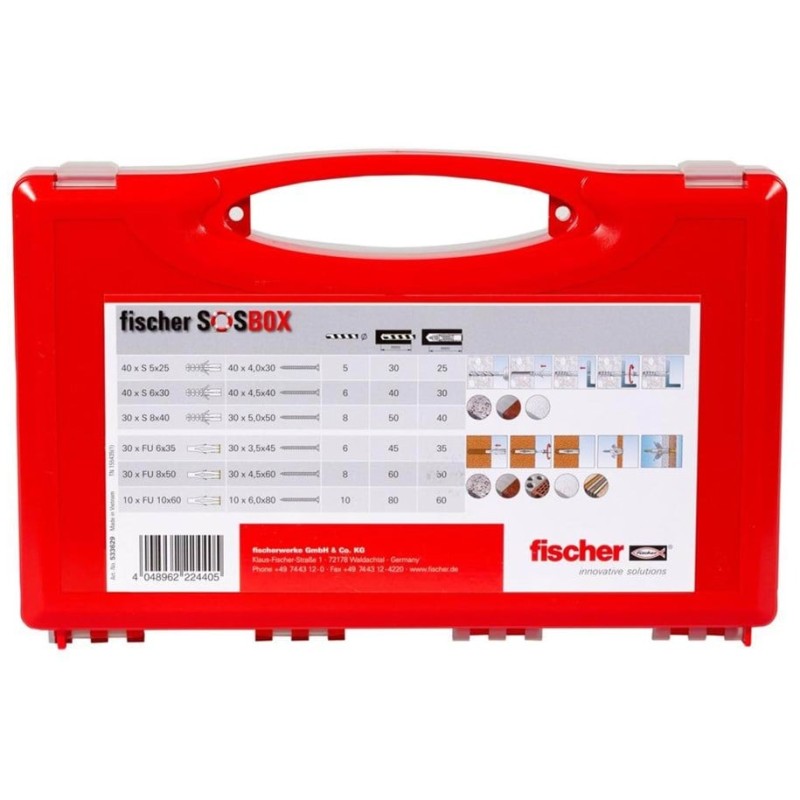 fischer SOSBOX
Ø
40 x S 5x25 40 x 4,0x30 5 30 25
40 x S 6x30 40 x 4,5x40 6 40 30
30 x S 8x40 30 x 5,0x50 8 50 40
30 x FU 6x35 30 x 3,5x45 6 45 35
30 x FU 8x50 30 x 4,5x60 8 60 50
10 x FU 10x60 10 x 6,0x80 10 80 60
Art. No. 533629 Made in Vietnam
4 048962 224405
fischerwerke GmbH & Co. KG
Klaus-Fischer-Straße 1 · 72178 Waldachtal · Germany
Phone +49 7443 12-0 · Fax +49 7443 12-4220 · www.fischer.de
fischer fischer ®
innovative solutions